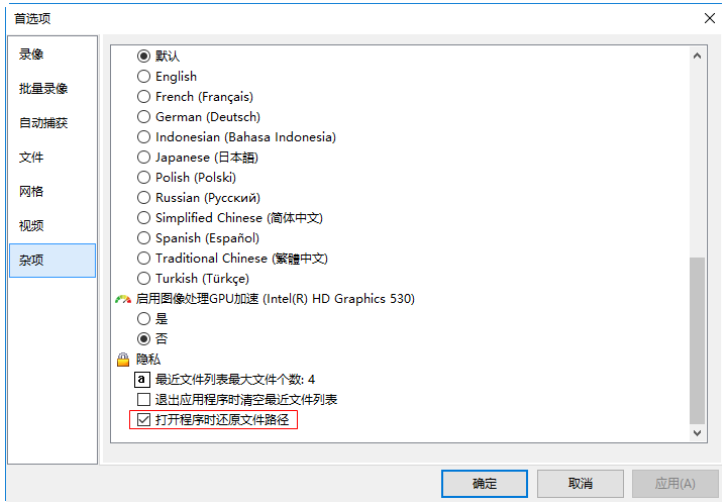 首选项
录像
批量录像
自动捕获
文件
网格
视频
杂项
默认
English
French (Français)
German (Deutsch)
Indonesian (Bahasa Indonesia)
Japanese (日本語)
Polish (Polski)
Russian (Русский)
Simplified Chinese (简体中文)
Spanish (Español)
Traditional Chinese (繁體中文)
Turkish (Türkçe)
启用图像处理GPU加速 (Intel(R) HD Graphics 530)
是
否
隐私
a 最近文件列表最大文件个数: 4
退出应用程序时清空最近文件列表
打开程序时还原文件路径
确定 取消 应用(A)